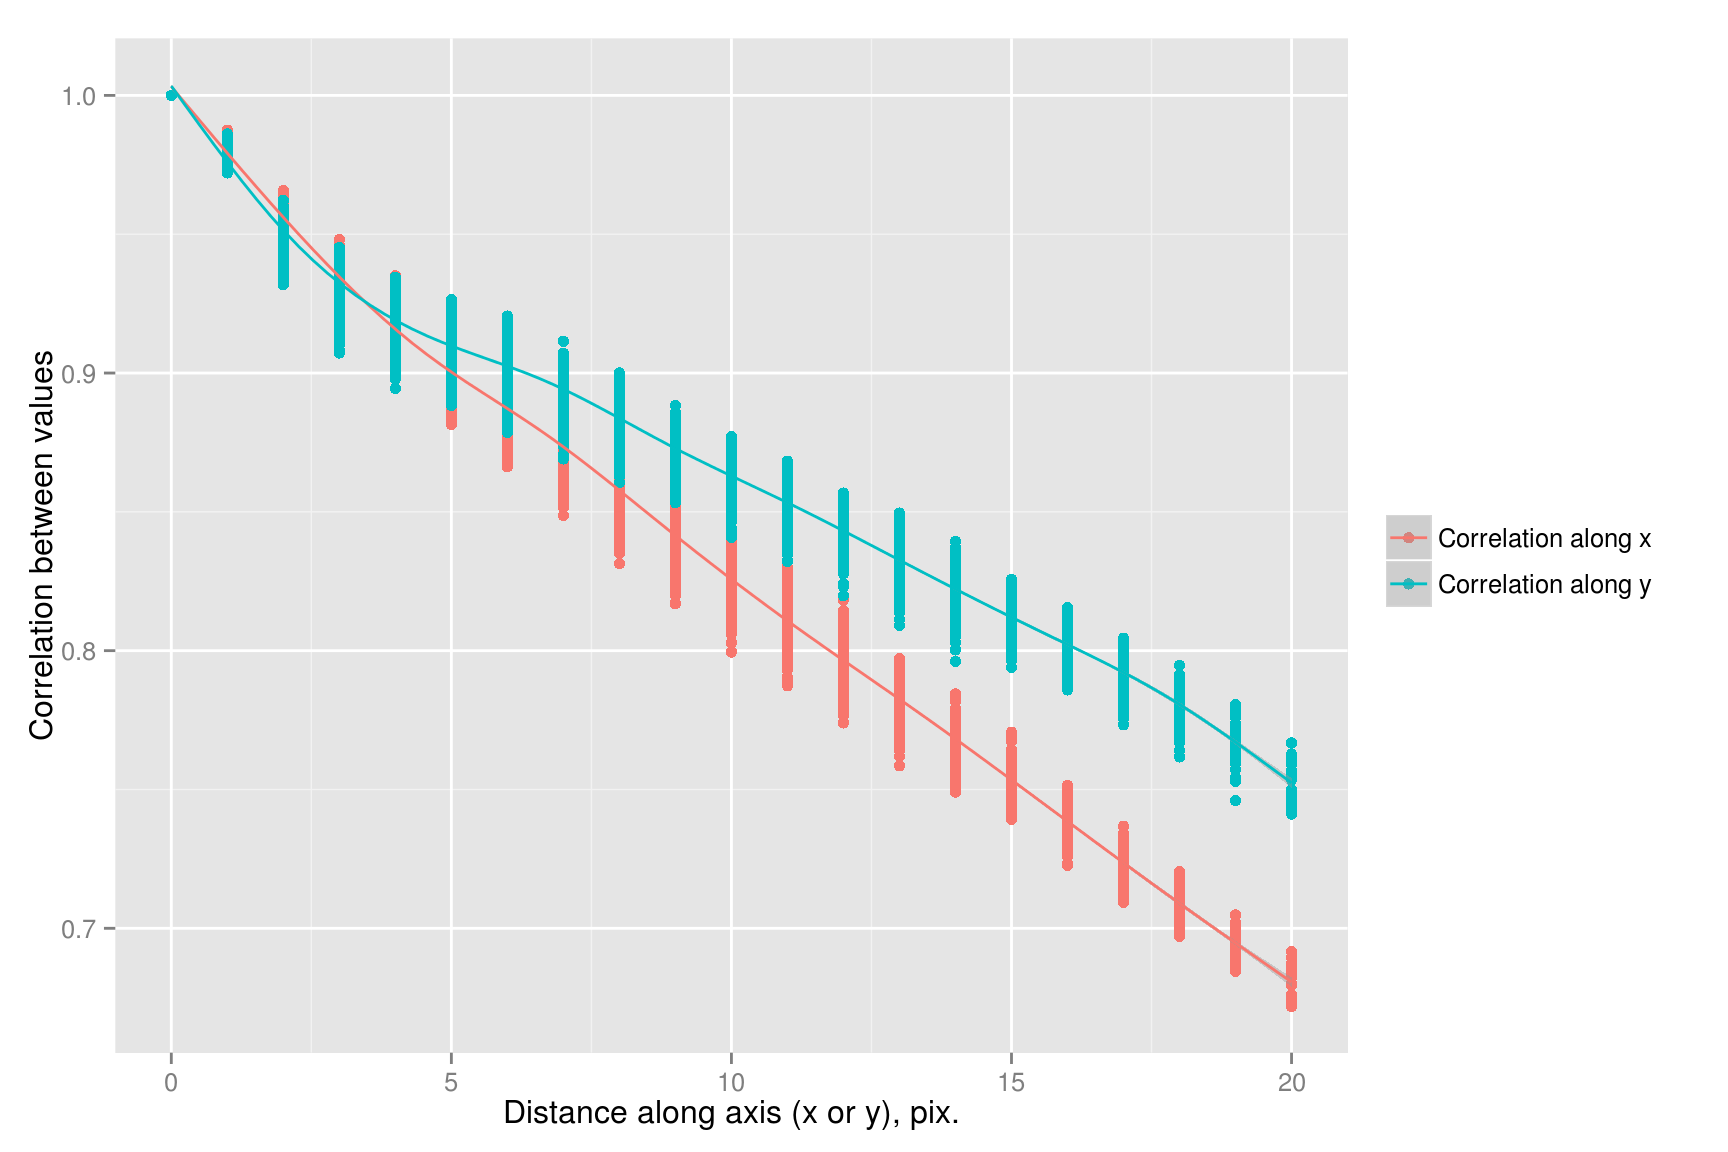 Correlation between values
1.0
0.9
0.8
0.7
0
5
10
15
20
Distance along axis (x or y), pix.
Correlation along x
Correlation along y